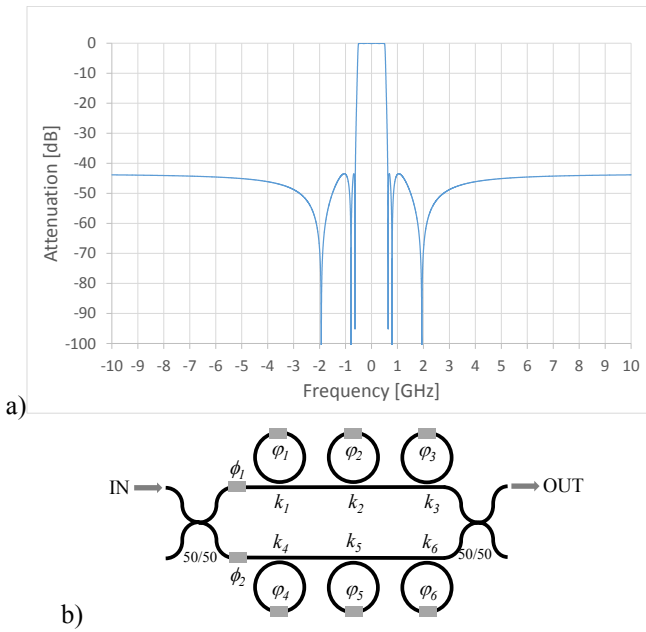 0
-10
-20
-30
-40
-50
-60
-70
-80
-90
-100
Attenuation [dB]
-10 -9 -8 -7 -6 -5 -4 -3 -2 -1 0 1 2 3 4 5 6 7 8 9 10
Frequency [GHz]
a)
φ1 φ2 φ3
ϕ1
IN OUT
k1 k2 k3
k4 k5 k6
50/50 50/50
ϕ2
φ4 φ5 φ6
b)